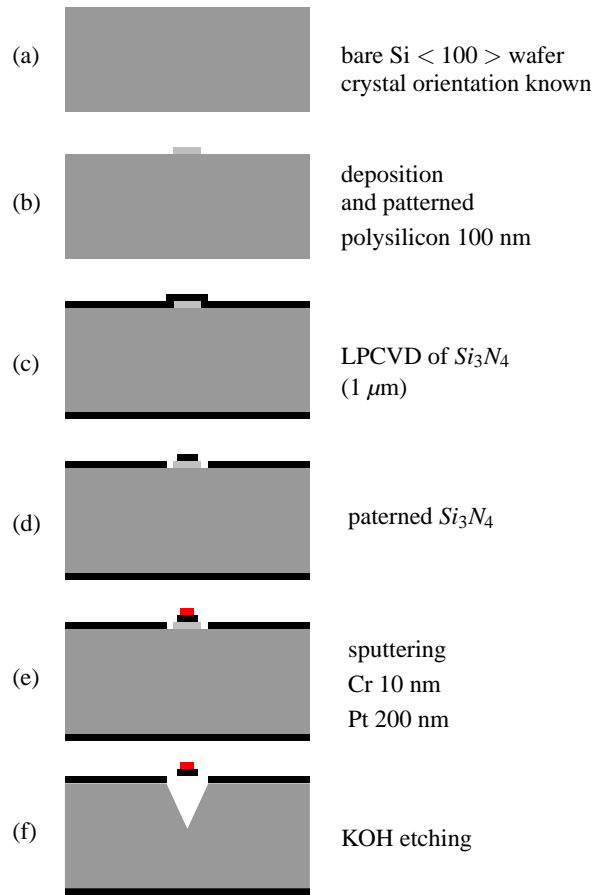 (a)
bare Si < 100 > wafer
crystal orientation known
(b)
deposition
and patterned
polysilicon 100 nm
(c)
LPCVD of Si₃N₄
(1 μm)
(d)
paterned Si₃N₄
(e)
sputtering
Cr 10 nm
Pt 200 nm
(f)
KOH etching